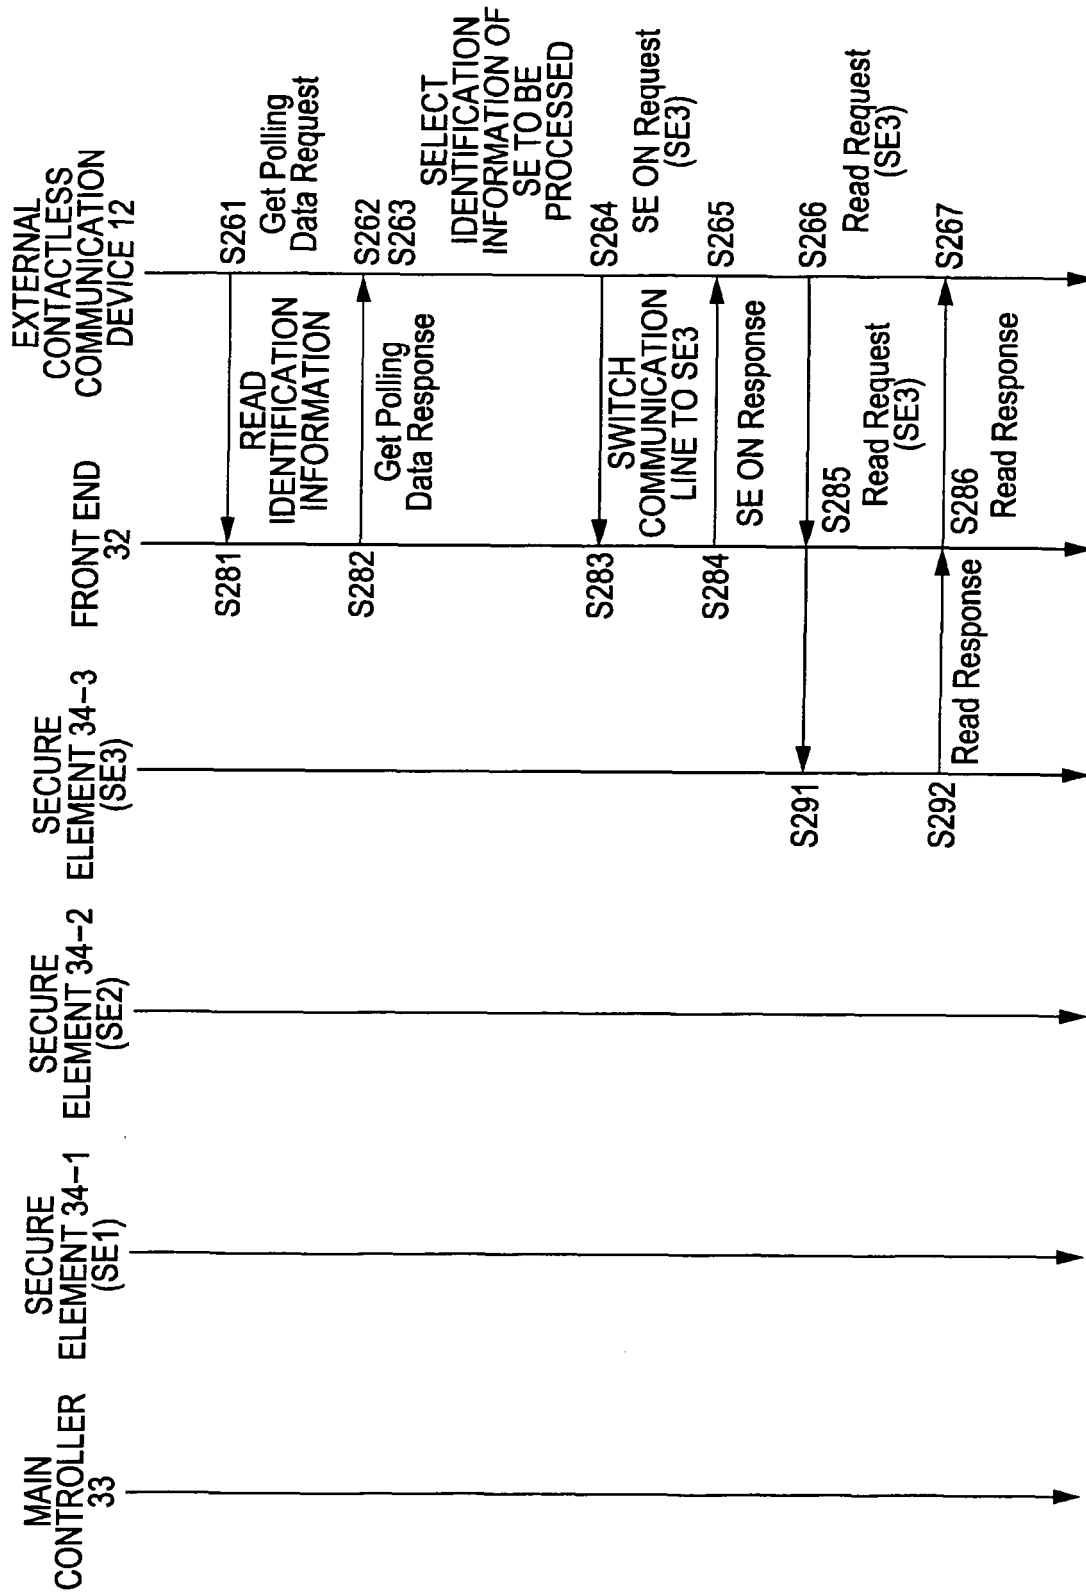 MAIN
CONTROLLER
33
SECURE
ELEMENT 34-1
(SE1)
SECURE
ELEMENT 34-2
(SE2)
SECURE
ELEMENT 34-3
(SE3)
FRONT END
32
EXTERNAL
CONTACTLESS
COMMUNICATION
DEVICE 12
S281
S261
Get Polling
Data Request
READ
IDENTIFICATION
INFORMATION
S282
S262
Get Polling
Data Response
S263
SELECT
IDENTIFICATION
INFORMATION OF
SE TO BE
PROCESSED
S283
S264
SE ON Request
(SE3)
SWITCH
COMMUNICATION
LINE TO SE3
S284
S265
SE ON Response
S266
Read Request
(SE3)
S285
Read Request
(SE3)
S291
S292
Read Response
S286
Read Response
S267